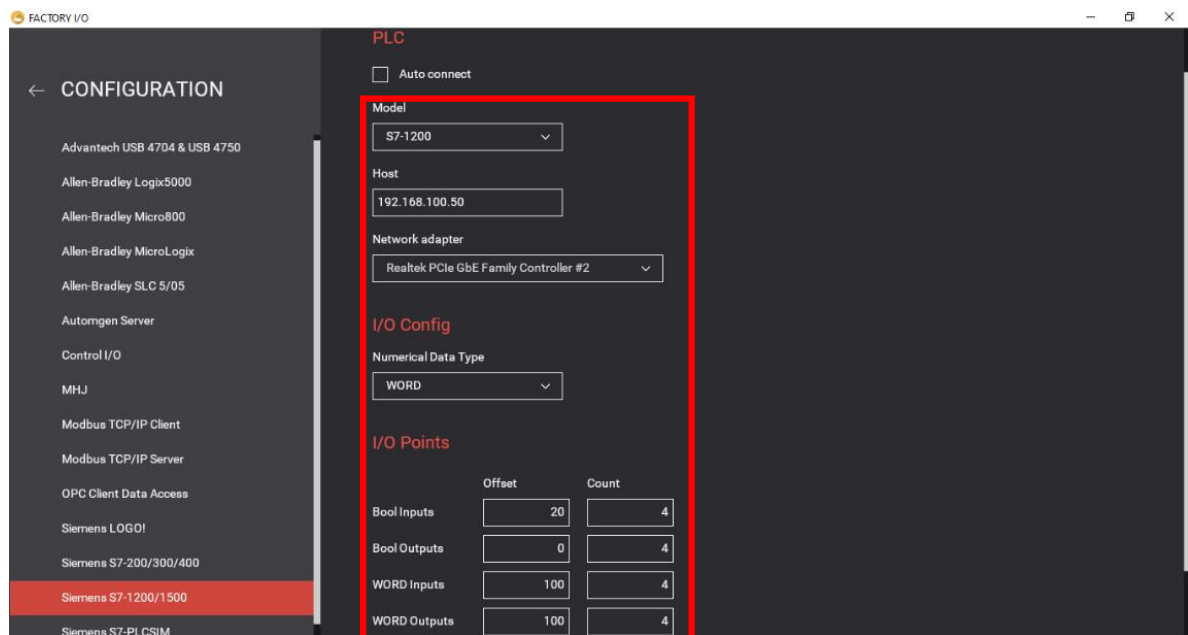 FACTORY I/O
CONFIGURATION
Advantech USB 4704 & USB 4750
Allen-Bradley Logix5000
Allen-Bradley Micro800
Allen-Bradley MicroLogix
Allen-Bradley SLC 5/05
Automgen Server
Control I/O
MHJ
Modbus TCP/IP Client
Modbus TCP/IP Server
OPC Client Data Access
Siemens LOGO!
Siemens S7-200/300/400
Siemens S7-1200/1500
Siemens S7-PLCSIM
PLC
Auto connect
Model
S7-1200
Host
192.168.100.50
Network adapter
Realtek PCIe GbE Family Controller #2
I/O Config
Numerical Data Type
WORD
I/O Points
Offset Count
Bool Inputs 20 4
Bool Outputs 0 4
WORD Inputs 100 4
WORD Outputs 100 4